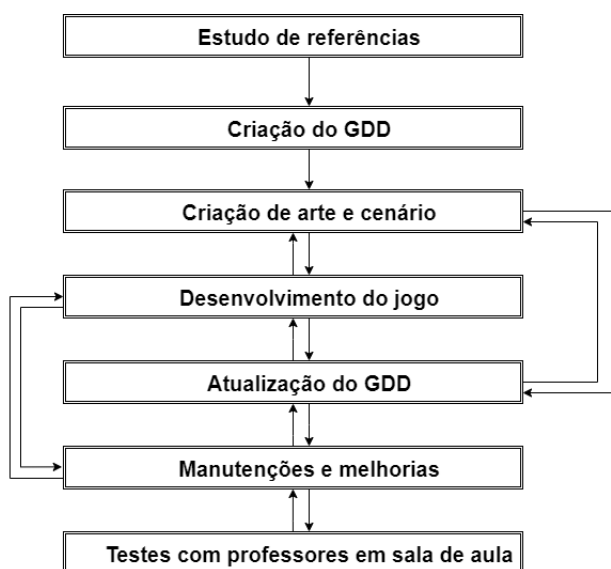 Estudo de referências
Criação do GDD
Criação de arte e cenário
Desenvolvimento do jogo
Atualização do GDD
Manutenções e melhorias
Testes com professores em sala de aula